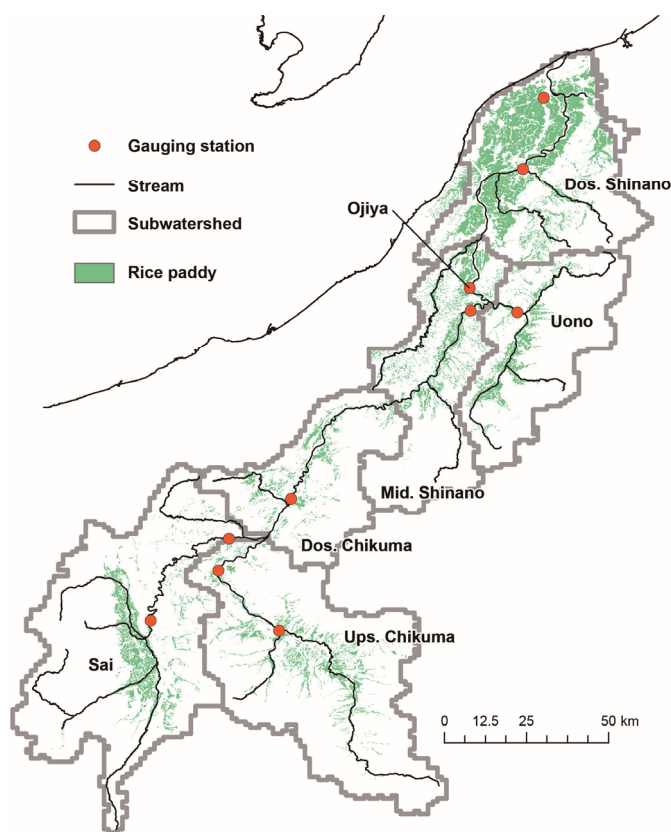 Gauging station
Stream
Subwatershed
Rice paddy
Dos. Shinano
Ojiya
Uono
Mid. Shinano
Dos. Chikuma
Ups. Chikuma
Sai
0 12.5 25 50 km